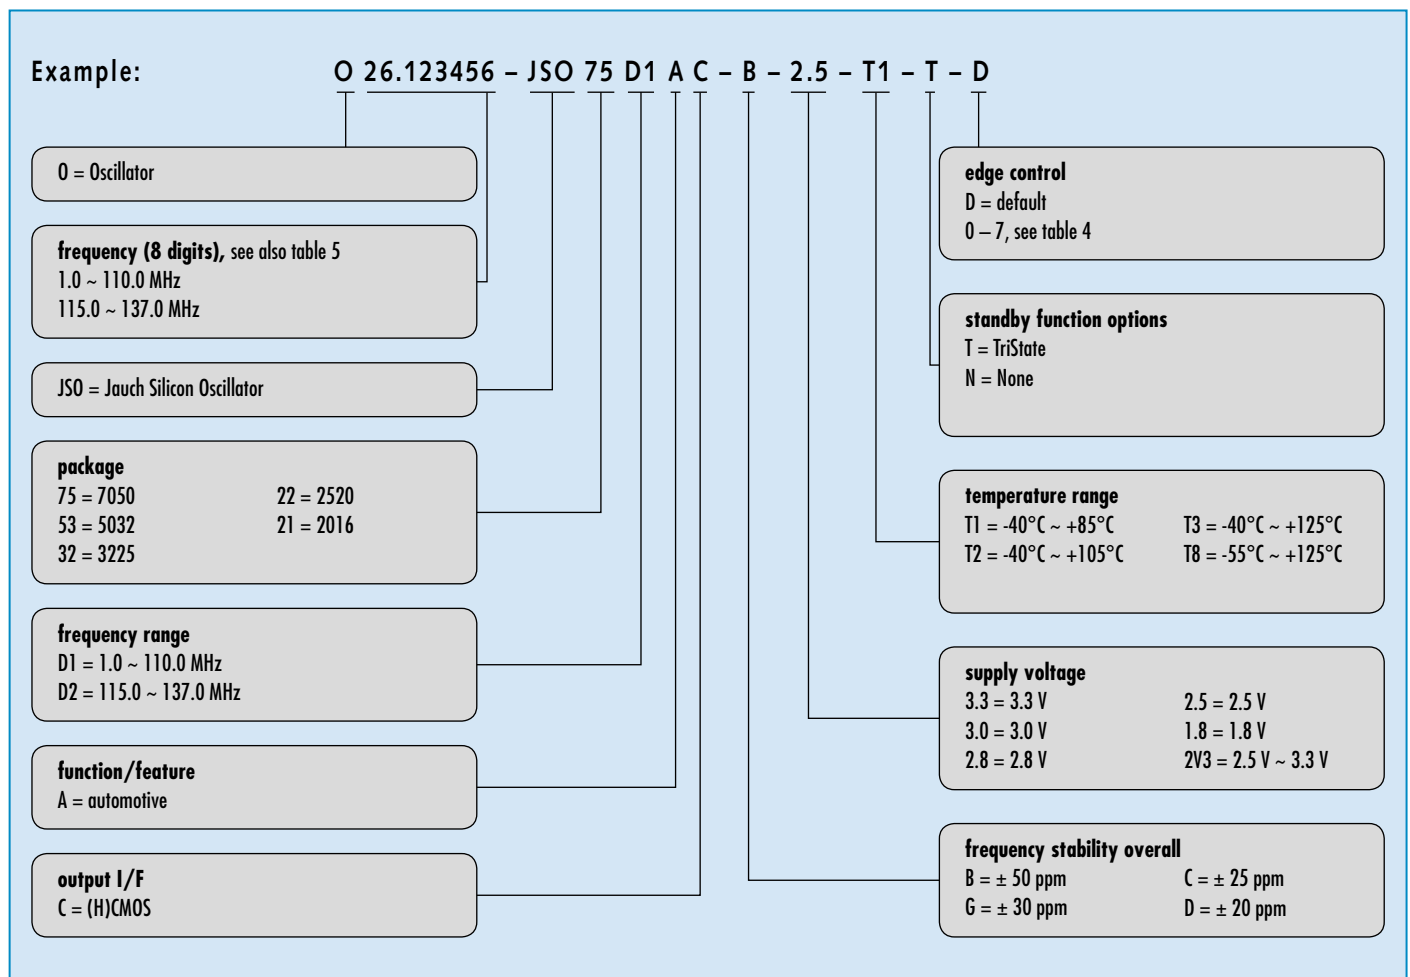 Example: O 26.123456 – JSO 75 D1 A C – B – 2.5 – T1 – T – D
O = Oscillator
frequency (8 digits), see also table 5
1.0 ~ 110.0 MHz
115.0 ~ 137.0 MHz
JSO = Jauch Silicon Oscillator
package
75 = 7050 22 = 2520
53 = 5032 21 = 2016
32 = 3225
frequency range
D1 = 1.0 ~ 110.0 MHz
D2 = 115.0 ~ 137.0 MHz
function/feature
A = automotive
output I/F
C = (H)CMOS
edge control
D = default
0 – 7, see table 4
standby function options
T = TriState
N = None
temperature range
T1 = -40°C ~ +85°C T3 = -40°C ~ +125°C
T2 = -40°C ~ +105°C T8 = -55°C ~ +125°C
supply voltage
3.3 = 3.3 V 2.5 = 2.5 V
3.0 = 3.0 V 1.8 = 1.8 V
2.8 = 2.8 V 2V3 = 2.5 V ~ 3.3 V
frequency stability overall
B = ± 50 ppm C = ± 25 ppm
G = ± 30 ppm D = ± 20 ppm